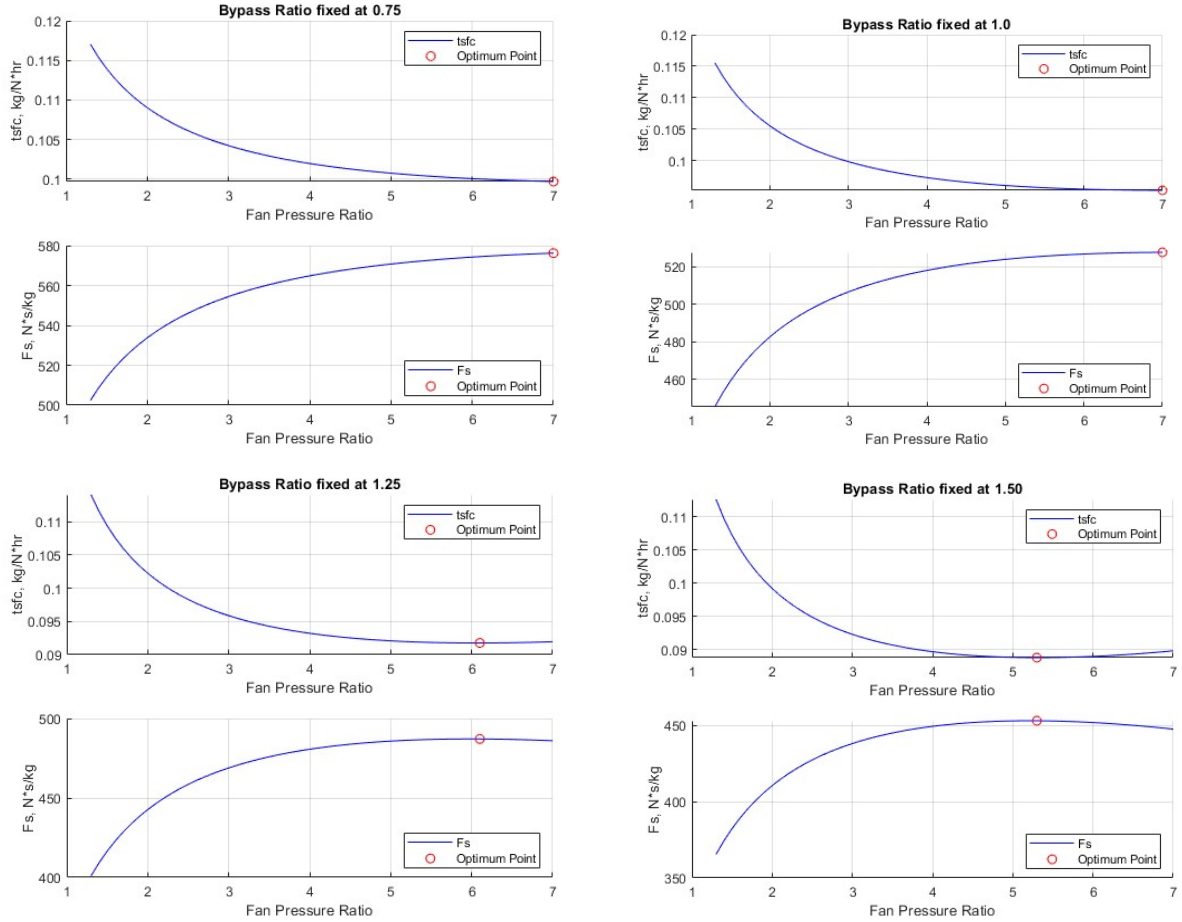 Bypass Ratio fixed at 0.75
0.12
0.115
0.11
0.105
0.1
tsfc, kg/N*hr
tsfc
Optimum Point
1 2 3 4 5 6 7
Fan Pressure Ratio
580
560
540
520
500
Fs, N*s/kg
Fs
Optimum Point
1 2 3 4 5 6 7
Fan Pressure Ratio
Bypass Ratio fixed at 1.0
0.12
0.115
0.11
0.105
0.1
tsfc, kg/N*hr
tsfc
Optimum Point
1 2 3 4 5 6 7
Fan Pressure Ratio
520
500
480
460
Fs, N*s/kg
Fs
Optimum Point
1 2 3 4 5 6 7
Fan Pressure Ratio
Bypass Ratio fixed at 1.25
0.11
0.105
0.1
0.095
0.09
tsfc, kg/N*hr
tsfc
Optimum Point
1 2 3 4 5 6 7
Fan Pressure Ratio
500
450
400
Fs, N*s/kg
Fs
Optimum Point
1 2 3 4 5 6 7
Fan Pressure Ratio
Bypass Ratio fixed at 1.50
0.11
0.105
0.1
0.095
0.09
tsfc, kg/N*hr
tsfc
Optimum Point
1 2 3 4 5 6 7
Fan Pressure Ratio
450
400
350
Fs, N*s/kg
Fs
Optimum Point
1 2 3 4 5 6 7
Fan Pressure Ratio